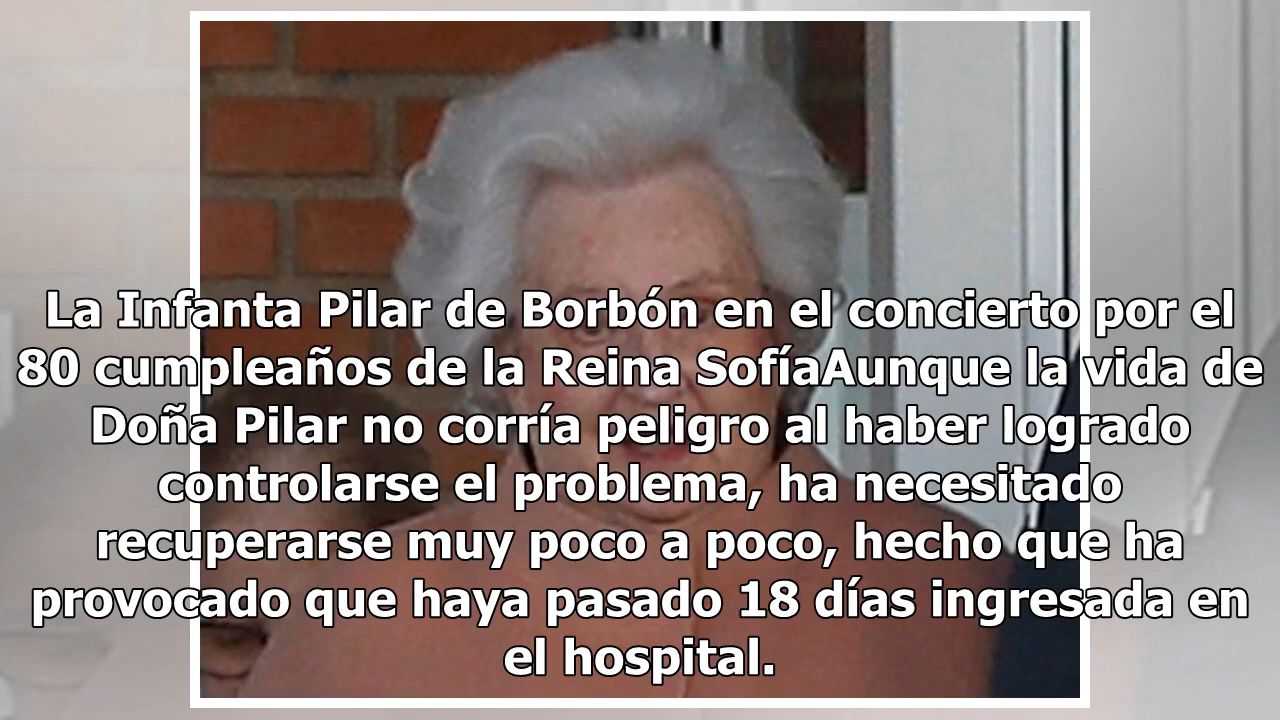 La Infanta Pilar de Borbón en el concierto por el
80 cumpleaños de la Reina SofíaAunque la vida de
Doña Pilar no corría peligro al haber logrado
controlarse el problema, ha necesitado
recuperarse muy poco a poco, hecho que ha
provocado que haya pasado 18 días ingresada en
el hospital.